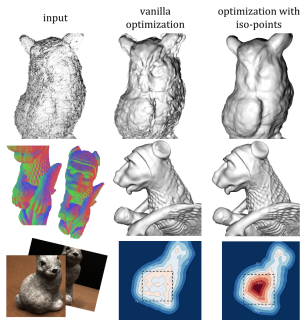 input
vanilla
optimization
optimization with
iso-points